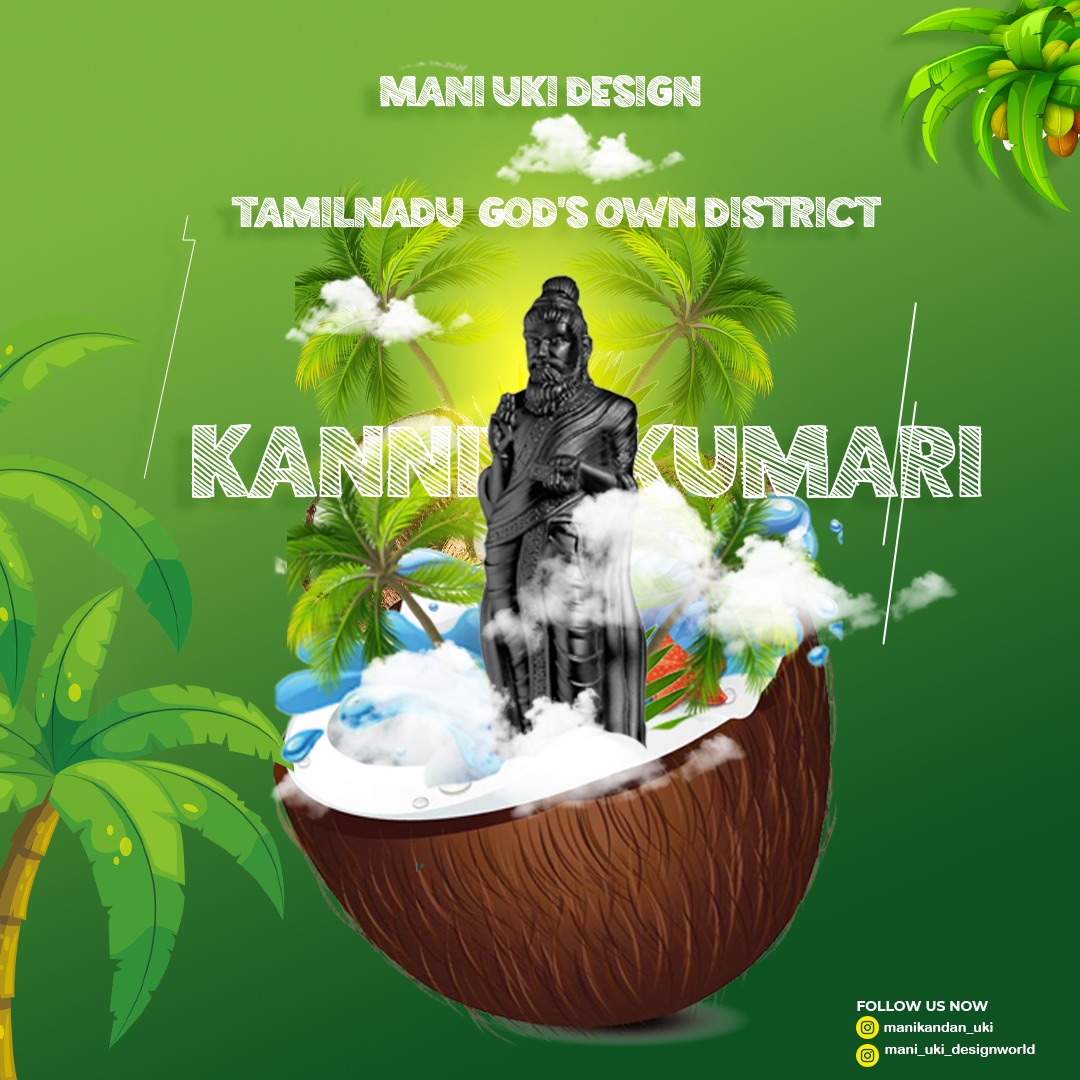 MANI UKI DESIGN
TAMILNADU GOD'S OWN DISTRICT
KANNI KUMARI
FOLLOW US NOW
manikandan_uki
mani_uki_designworld